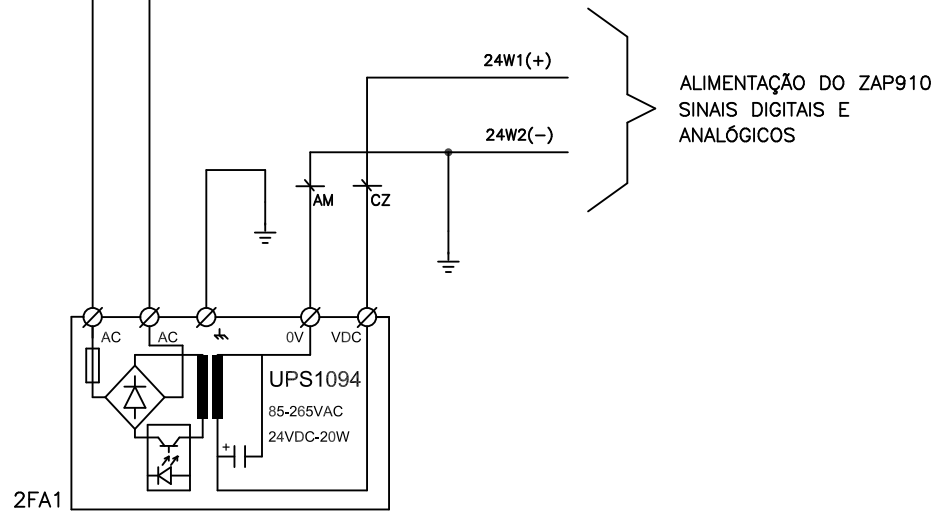 24W1(+)
ALIMENTAÇÃO DO ZAP910
SINAIS DIGITAIS E
ANALÓGICOS
24W2(-)
AM
CZ
AC
AC
0V
VDC
UPS1094
85-265VAC
24VDC-20W
+
2FA1